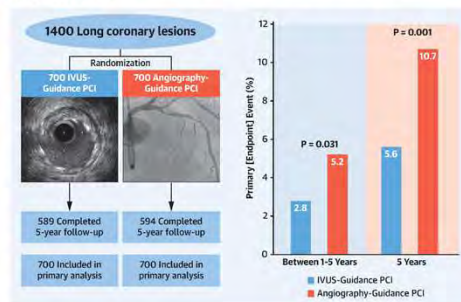 1400 Long coronary lesions
Randomization
700 IVUS-
Guidance PCI
700 Angiography-
Guidance PCI
589 Completed
5-year follow-up
594 Completed
5-year follow-up
700 Included in
primary analysis
700 Included in
primary analysis
Primary [Endpoint] Event (%)
12
10
8
6
4
2
0
P = 0.031
P = 0.001
2.8
5.2
5.6
10.7
Between 1-5 Years
5 Years
IVUS-Guidance PCI
Angiography-Guidance PCI